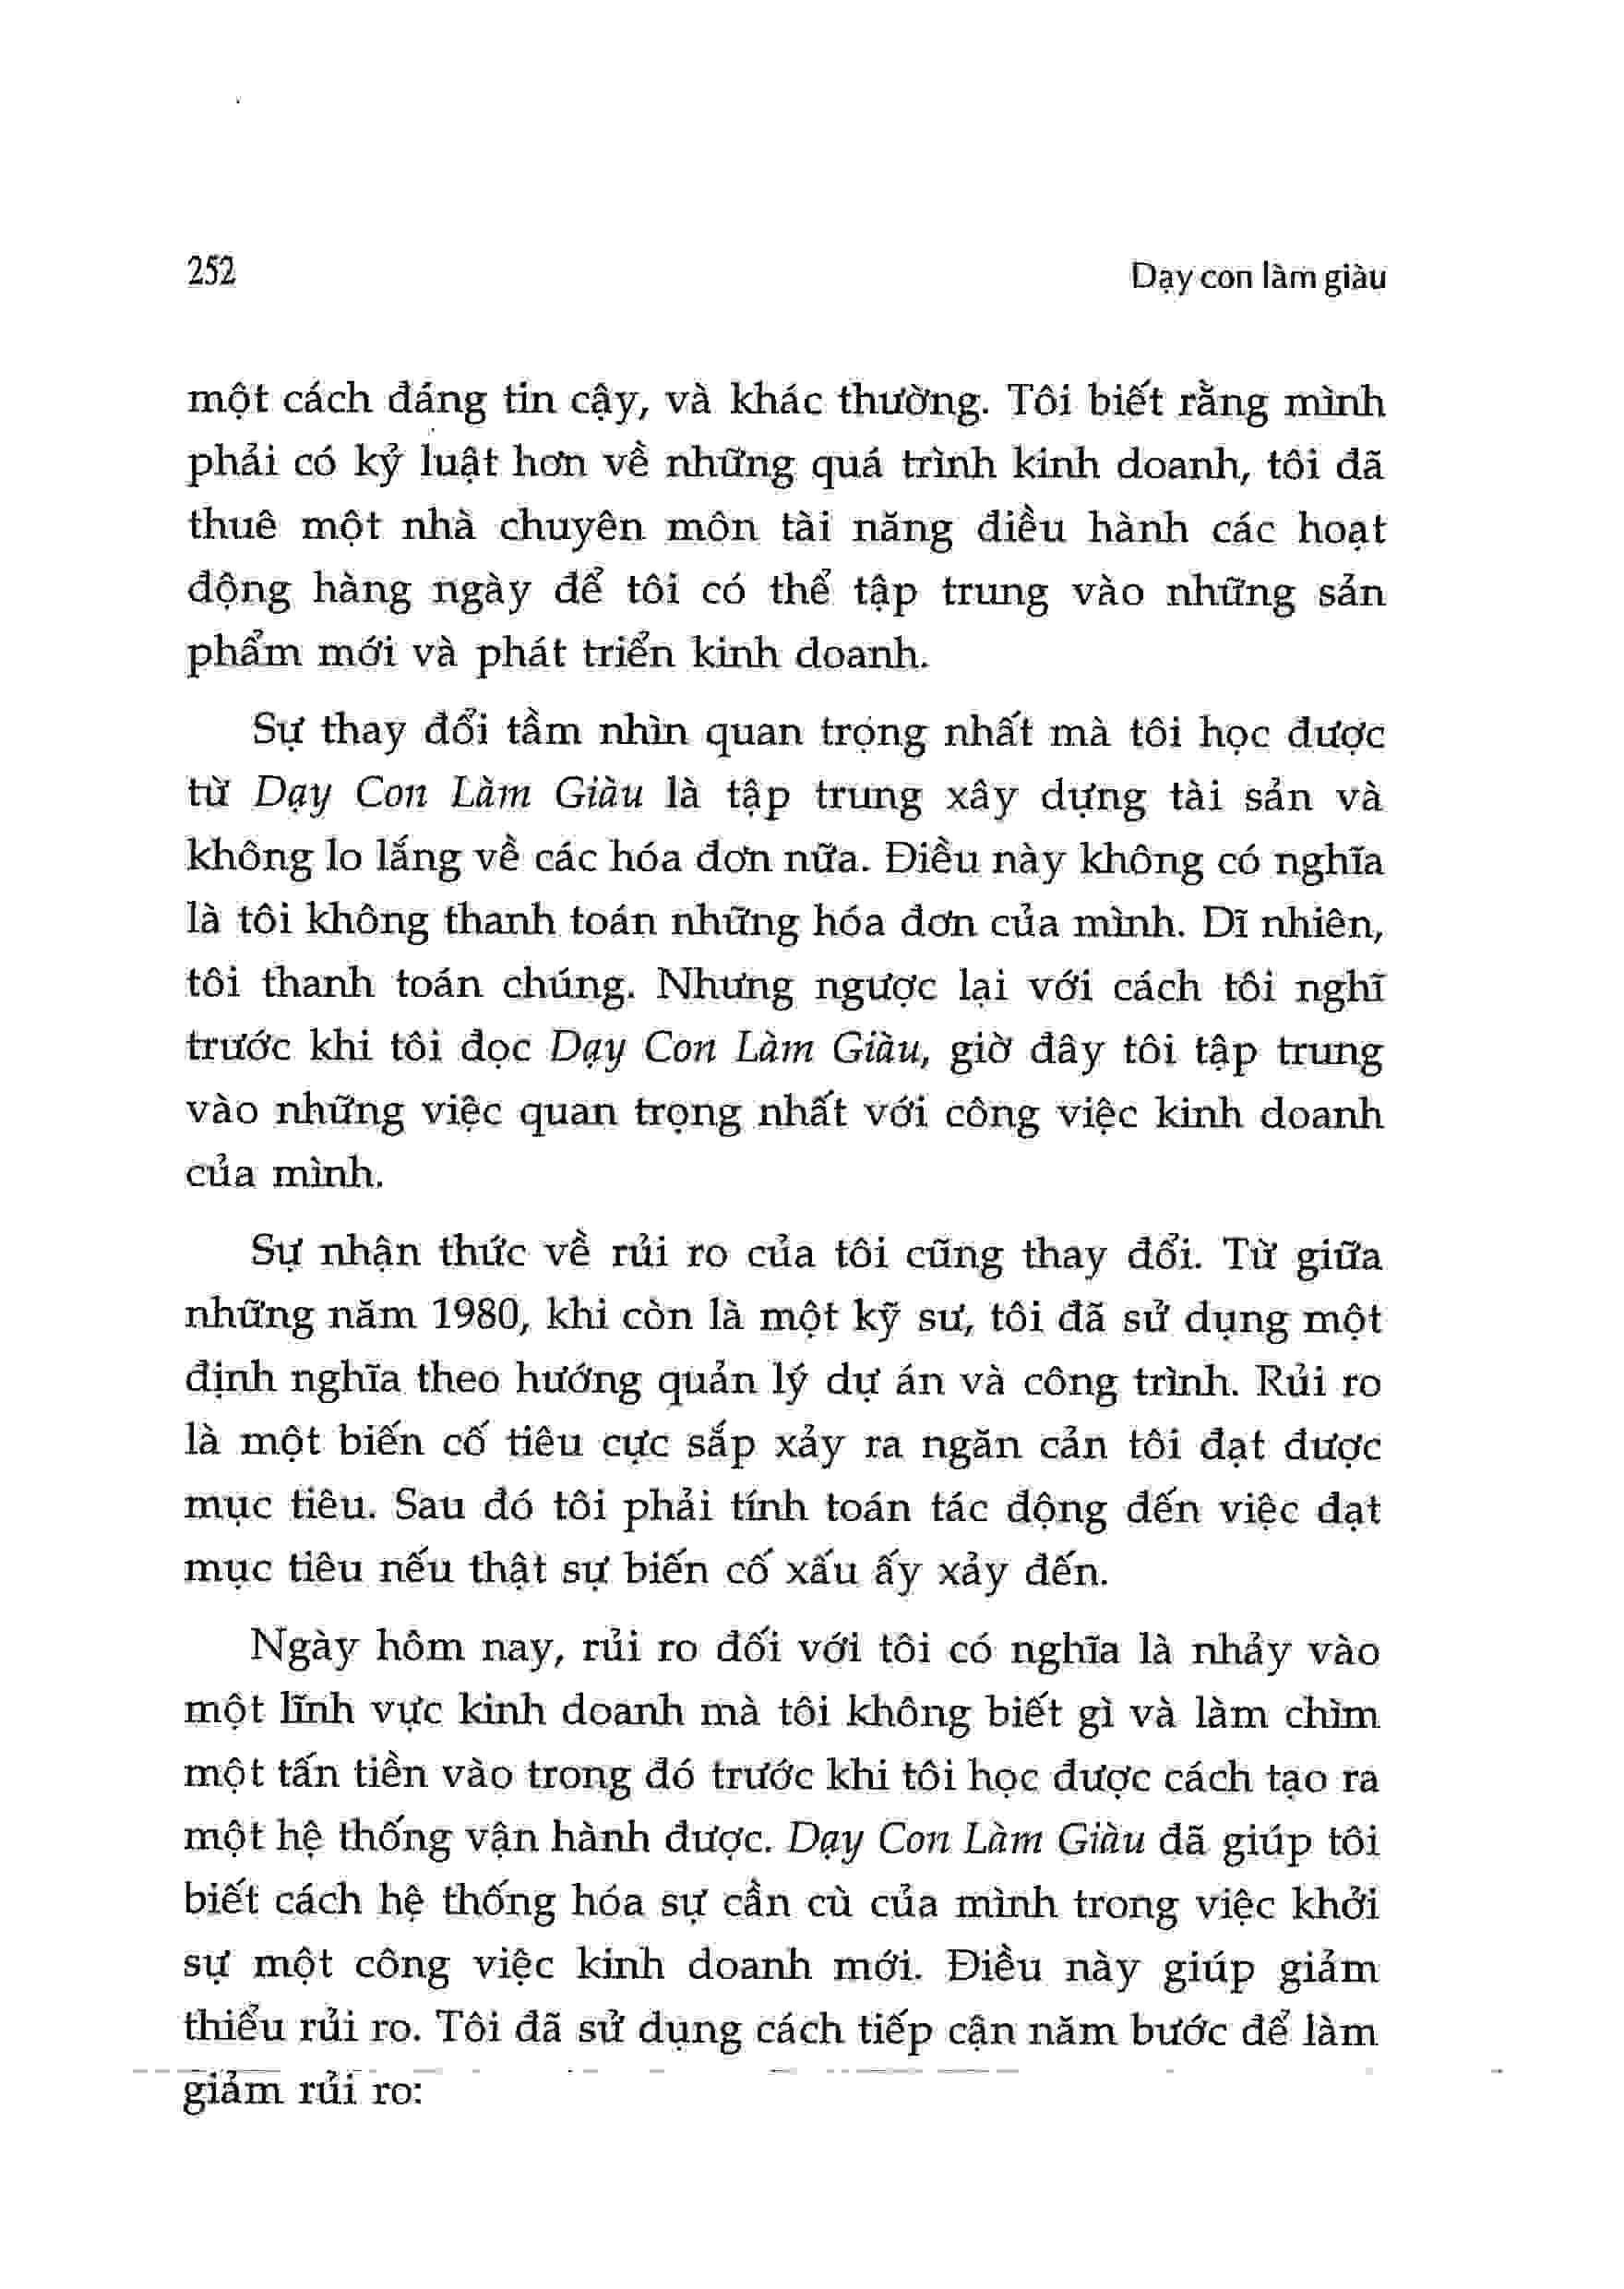 252
Dạy con làm giàu
một cách đáng tin cậy, và khác thường. Tôi biết rằng mình
phải có kỷ luật hơn về những quá trình kinh doanh, tôi đã
thuê một nhà chuyên môn tài năng điều hành các hoạt
động hàng ngày để tôi có thể tập trung vào những sản
phẩm mới và phát triển kinh doanh.
Sự thay đổi tầm nhìn quan trọng nhất mà tôi học được
từ Dạy Con Làm Giàu là tập trung xây dựng tài sản và
không lo lắng về các hóa đơn nữa. Điều này không có nghĩa
là tôi không thanh toán những hóa đơn của mình. Dĩ nhiên,
tôi thanh toán chúng. Nhưng ngược lại với cách tôi nghĩ
trước khi tôi đọc Dạy Con Làm Giàu, giờ đây tôi tập trung
vào những việc quan trọng nhất với công việc kinh doanh
của mình.
Sự nhận thức về rủi ro của tôi cũng thay đổi. Từ giữa
những năm 1980, khi còn là một kỹ sư, tôi đã sử dụng một
định nghĩa theo hướng quản lý dự án và công trình. Rủi ro
là một biến cố tiêu cực sắp xảy ra ngăn cản tôi đạt được
mục tiêu. Sau đó tôi phải tính toán tác động đến việc đạt
mục tiêu nếu thật sự biến cố xấu ấy xảy đến.
Ngày hôm nay, rủi ro đối với tôi có nghĩa là nhảy vào
một lĩnh vực kinh doanh mà tôi không biết gì và làm chìm
một tấn tiền vào trong đó trước khi tôi học được cách tạo ra
một hệ thống vận hành được. Dạy Con Làm Giàu đã giúp tôi
biết cách hệ thống hóa sự cần cù của mình trong việc khởi
sự một công việc kinh doanh mới. Điều này giúp giảm
thiểu rủi ro. Tôi đã sử dụng cách tiếp cận năm bước để làm
giảm rủi ro: